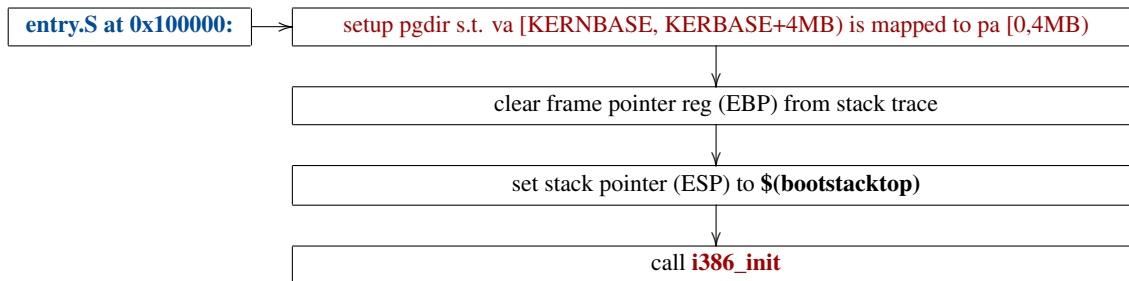 entry.S at 0x100000:
setup pgdir s.t. va [KERNBASE, KERBASE+4MB) is mapped to pa [0,4MB)
clear frame pointer reg (EBP) from stack trace
set stack pointer (ESP) to $(bootstacktop)
call i386_init